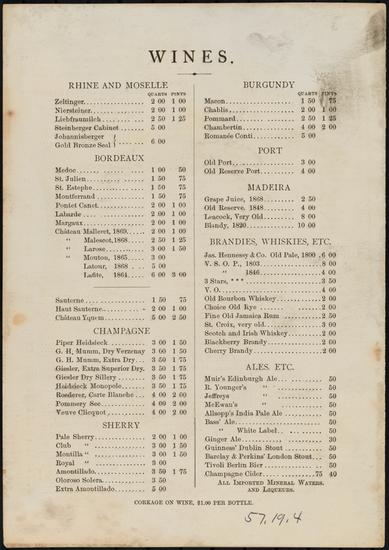 WINES.
RHINE AND MOSELLE
QUARTS PINTS
Zeltinger 2 00 1 00
Niersteiner 2 00 1 00
Liebfraumilch 2 50 1 25
Steinberger Cabinet 5 00
Johannisberger
Gold Bronze Seal } 6 00
BORDEAUX
Medoc 1 00 50
St. Julien 1 50 75
St. Estephe 1 50 75
Montferrand 1 50 75
Pontet Canet 2 00 1 00
Labarde 2 00 1 00
Margaux 2 00 1 00
Château Malleret, 1869 2 00 1 00
" Malescot, 1868 2 50 1 25
" Larose 3 00 1 50
" Mouton, 1865 3 00
" Latour, 1868 5 00
" Lafite, 1864 6 00 3 00
Sauterne 1 50 75
Haut Sauterne 2 00 1 00
Château Yquem 5 00 2 50
CHAMPAGNE
Piper Heidsieck 3 00 1 50
G. H. Mumm, Dry Verzenay 3 00 1 50
G. H. Mumm, Extra Dry 3 50 1 75
Giesler, Extra Superior Dry. 3 50 1 75
Giesler Dry Sillery 3 50 1 75
Heidsieck Monopole 3 50 1 75
Roederer, Carte Blanche 4 00 2 00
Pommery Sec 4 00 2 00
Veuve Clicquot 4 00 2 00
SHERRY
Pale Sherry 2 00 1 00
Club " 3 00 1 50
Montilla " 3 00 1 50
Royal " 3 00
Amontillado 3 50 1 75
Oloroso Solera 3 50
Extra Amontillado 5 00
BURGUNDY
QUARTS PINTS
Macon 1 50 75
Chablis 2 00 1 00
Pommard 2 50 1 25
Chambertin 4 00 2 00
Romanée Conti 5 00
PORT
Old Port 3 00
Old Reserve Port 4 00
MADEIRA
Grape Juice, 1868 2 50
Old Reserve, 1848 4 00
Leacock, Very Old 8 00
Blandy, 1820 10 00
BRANDIES, WHISKIES, ETC.
Jas. Hennessy & Co. Old Pale, 1800 6 00
V. S. O. P., 1803 8 00
" 1846 4 00
3 Stars, * * * 3 50
V. O. 4 00
Old Bourbon Whiskey 2 00
Choice Old Rye 2 00
Fine Old Jamaica Rum 2 50
St. Croix, very old 3 00
Scotch and Irish Whiskey 2 00
Blackberry Brandy 2 00
Cherry Brandy 2 00
ALES, ETC.
Muir's Edinburgh Ale 50
R. Younger's " 50
Jeffreys " 50
McEwan's " 50
Allsopp's India Pale Ale 50
Bass' Ale 50
" White Label 50
Ginger Ale 30
Guinness' Dublin Stout 50
Barclay & Perkins' London Stout 50
Tivoli Berlin Bier 50
Champagne Cider 75 40
ALL IMPORTED MINERAL WATERS.
AND LIQUEURS.
CORKAGE ON WINE, $1.00 PER BOTTLE.
57.19.4